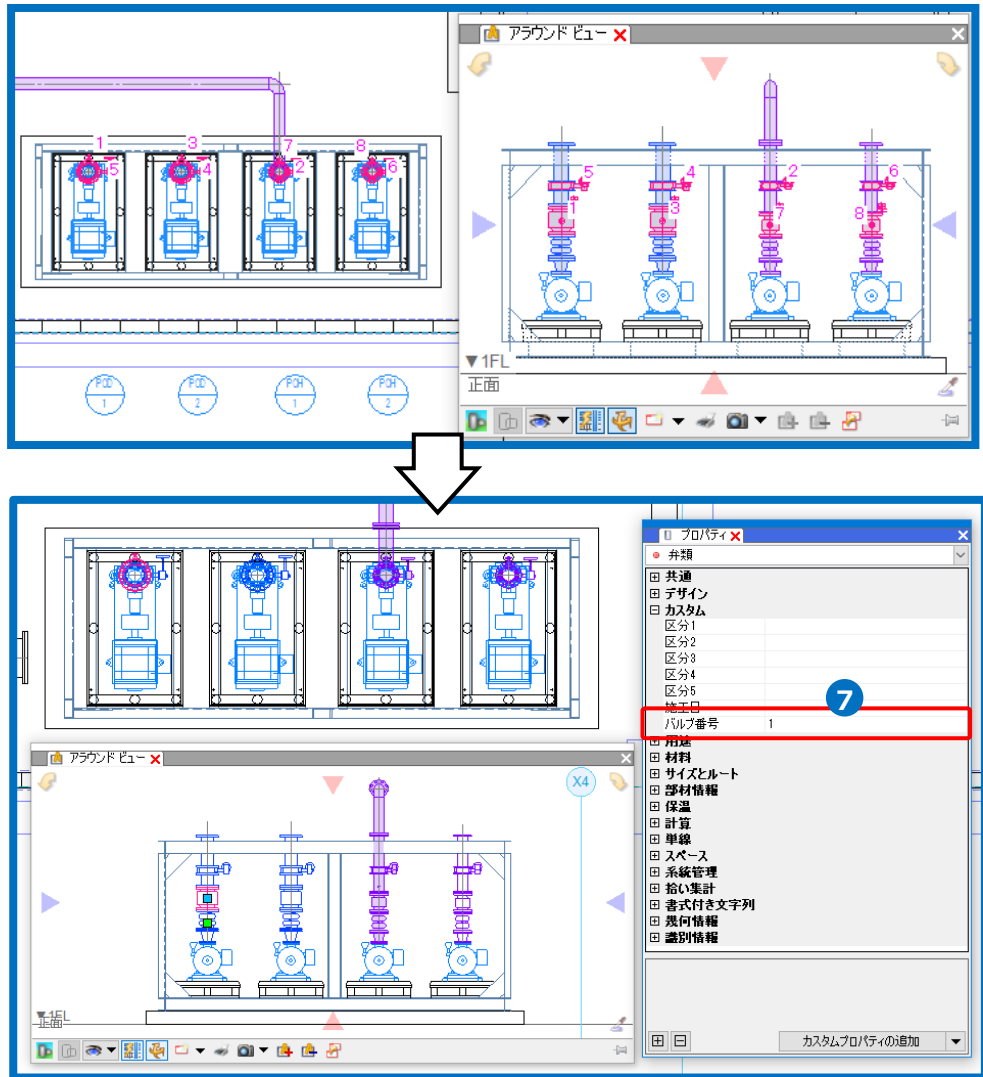 アラウンド ビュー
1 3 7 8
5 4 2 6
5 4 2 6
1 3 7 8
▼1FL
正面
PCD 1
PCD 2
PCH 1
PCH 2
プロパティ
弁類
共通
デザイン
カスタム
区分1
区分2
区分3
区分4
区分5
施工日
7
バルブ番号 1
用途
材料
サイズとルート
部材情報
保温
計算
単線
スペース
系統管理
拾い集計
書式付き文字列
幾何情報
識別情報
カスタムプロパティの追加
アラウンド ビュー
X4
▼1FL
正面